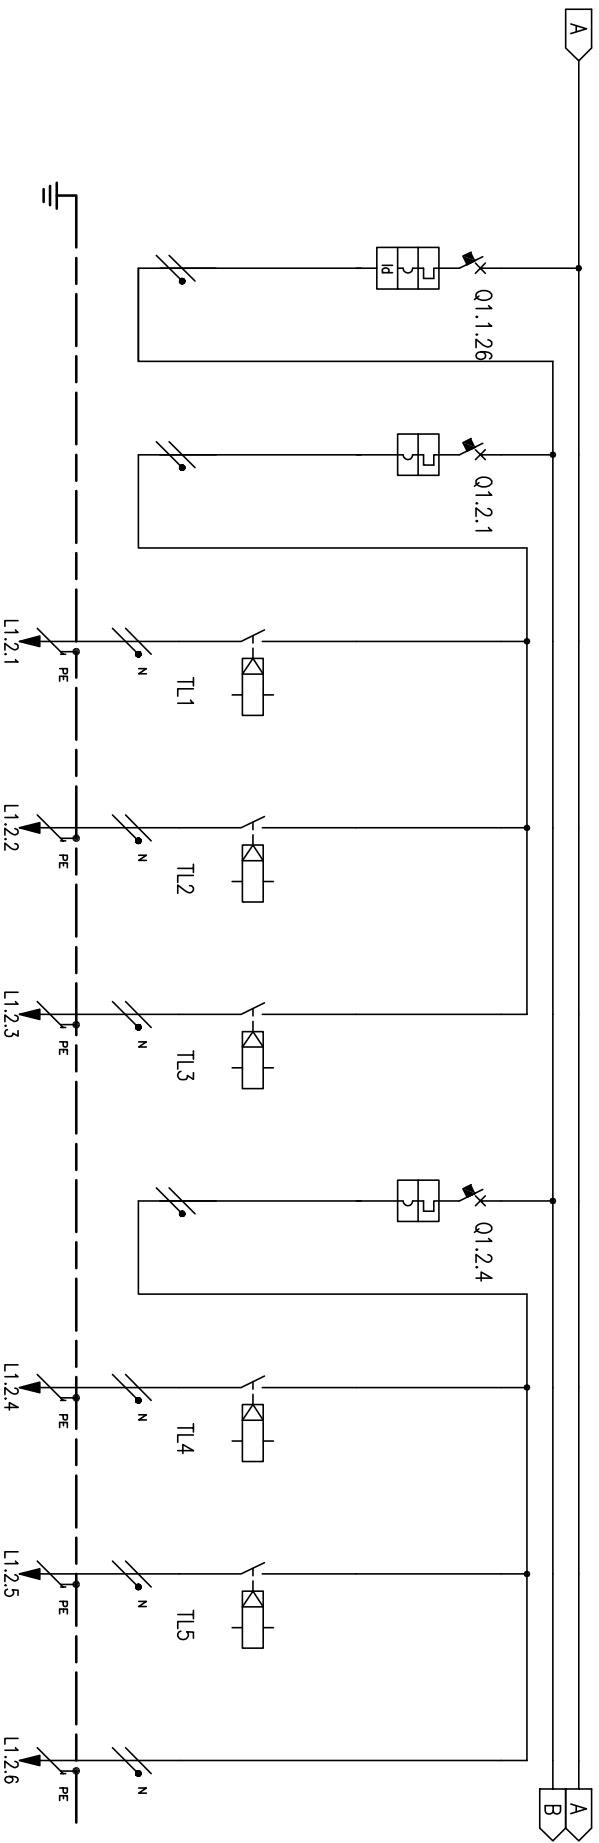 A
Q1.1.26
Id
Q1.2.1
TL1
N
PE
L1.2.1
TL2
N
PE
L1.2.2
TL3
N
PE
L1.2.3
Q1.2.4
TL4
N
PE
L1.2.4
TL5
N
PE
L1.2.5
N
PE
L1.2.6
A
B